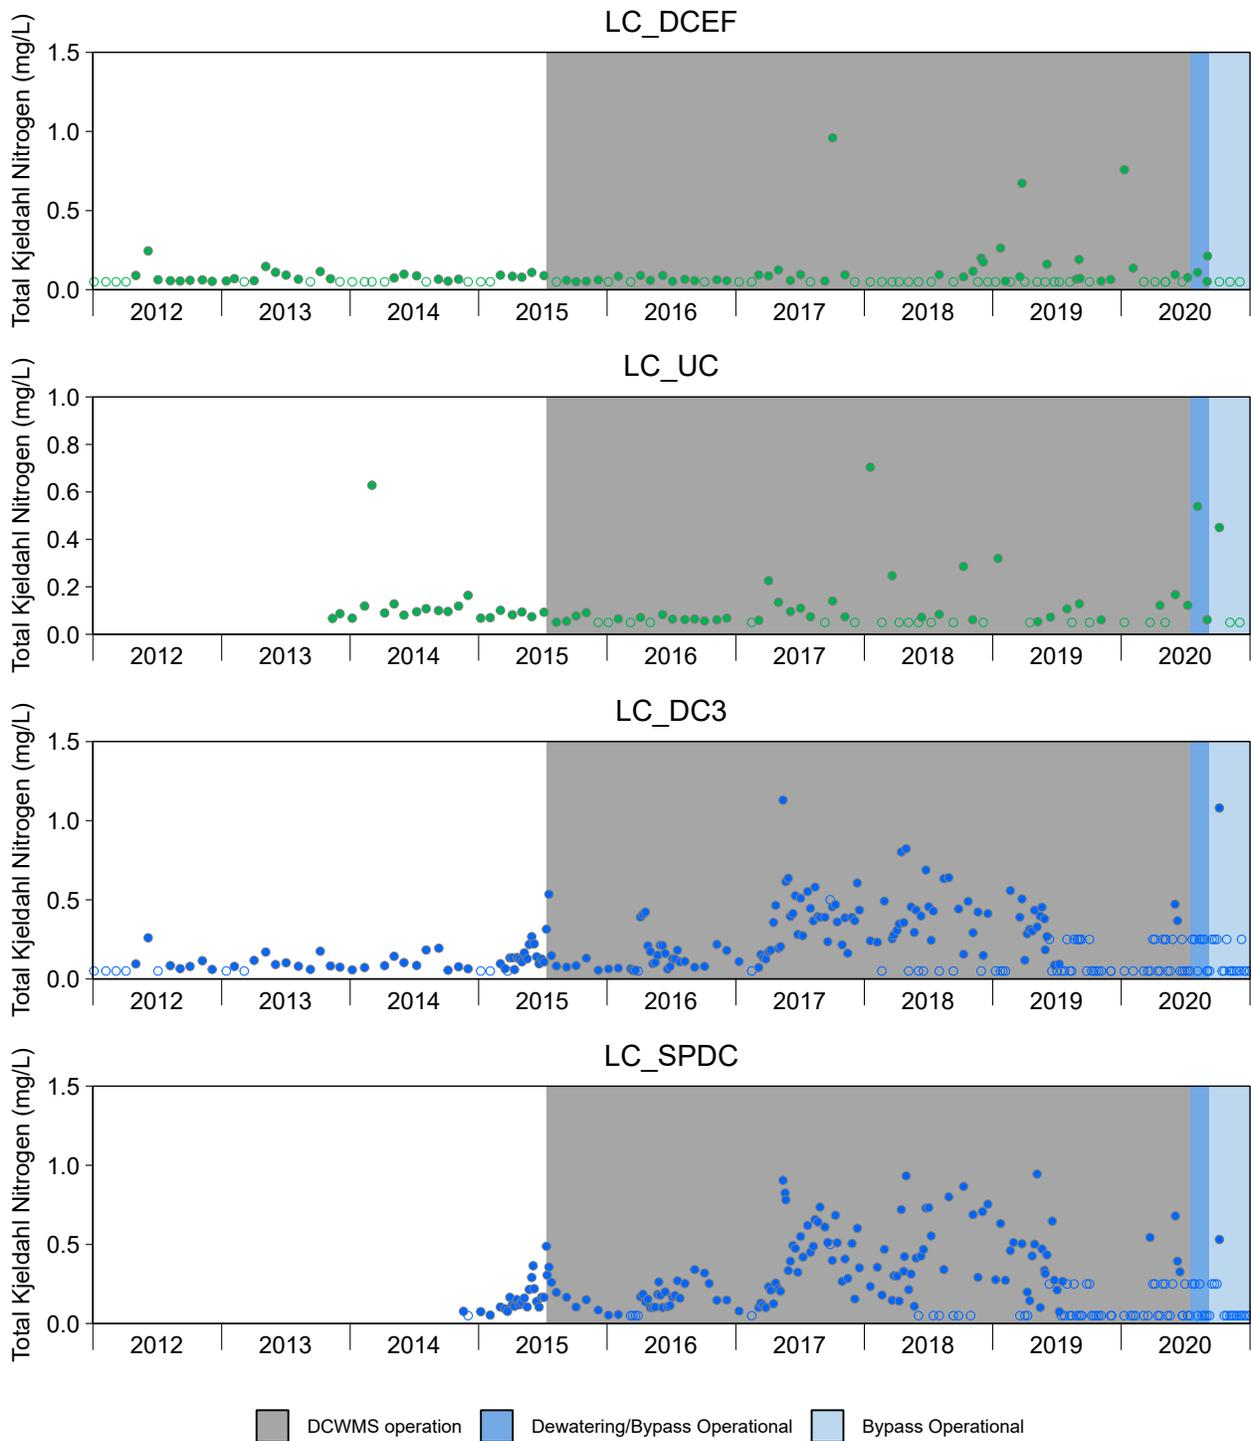 LC_DCEF
Total Kjeldahl Nitrogen (mg/L)
1.5
1.0
0.5
0.0
2012 2013 2014 2015 2016 2017 2018 2019 2020
LC_UC
Total Kjeldahl Nitrogen (mg/L)
1.0
0.8
0.6
0.4
0.2
0.0
2012 2013 2014 2015 2016 2017 2018 2019 2020
LC_DC3
Total Kjeldahl Nitrogen (mg/L)
1.5
1.0
0.5
0.0
2012 2013 2014 2015 2016 2017 2018 2019 2020
LC_SPDC
Total Kjeldahl Nitrogen (mg/L)
1.5
1.0
0.5
0.0
2012 2013 2014 2015 2016 2017 2018 2019 2020
DCWMS operation Dewatering/Bypass Operational Bypass Operational